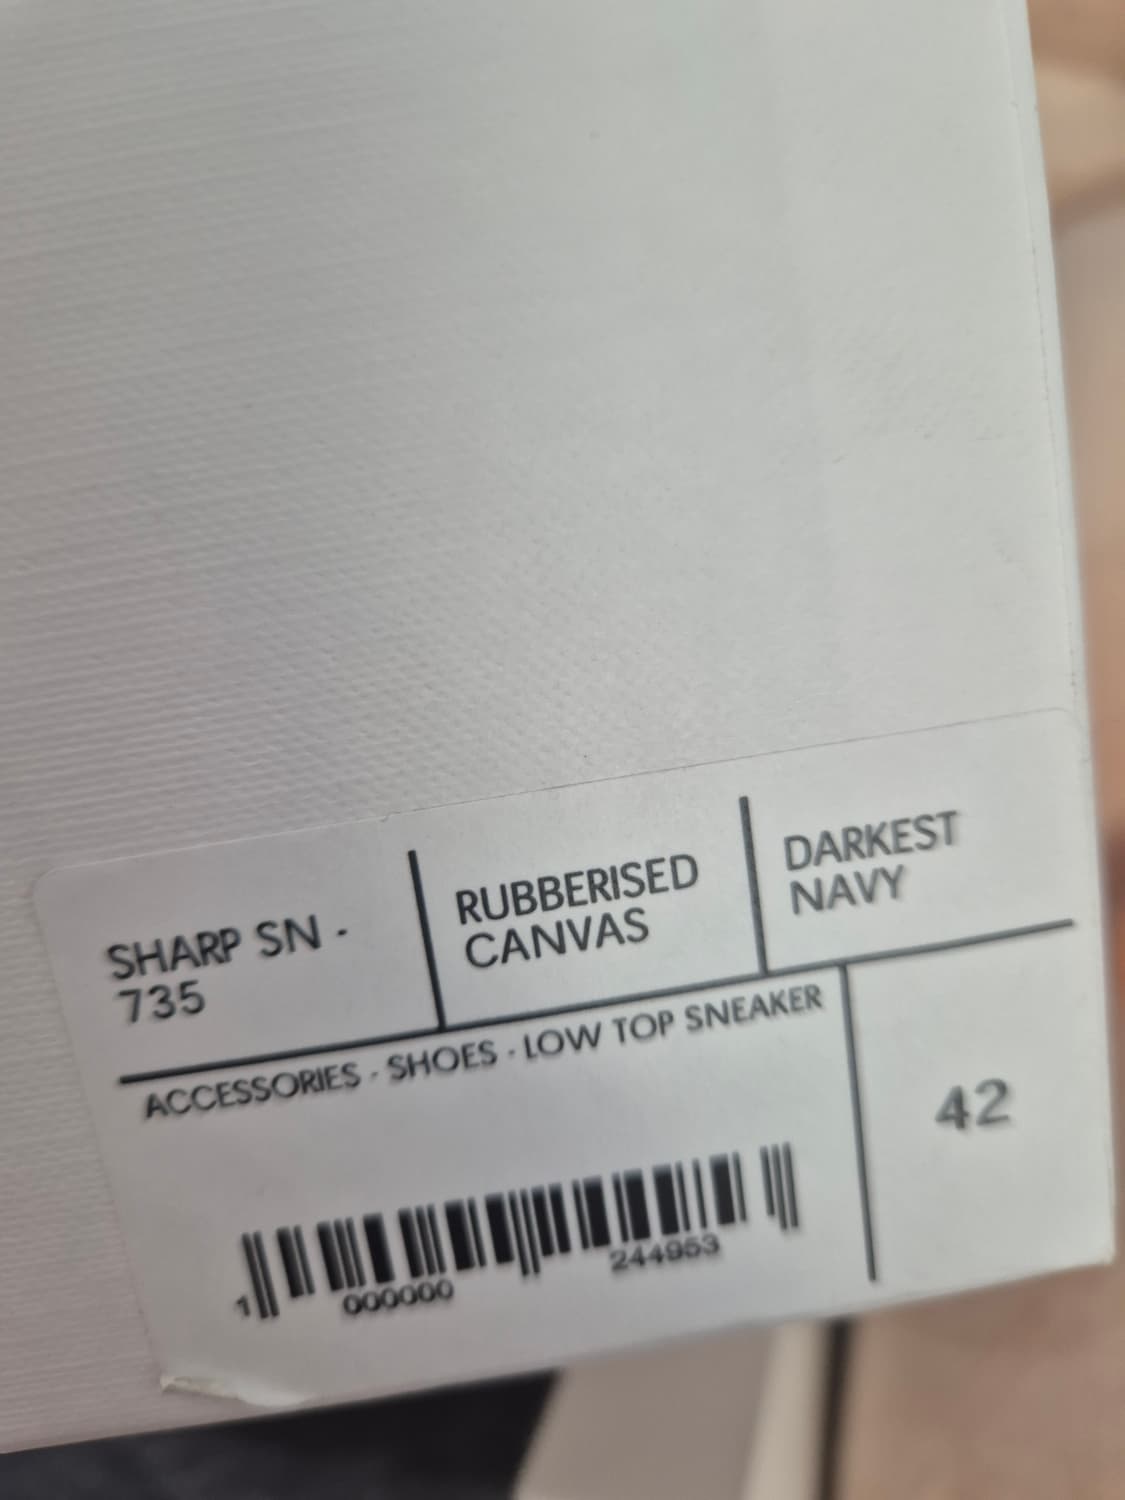 SHARP SN -
735
RUBBERISED
CANVAS
DARKEST
NAVY
ACCESSORIES - SHOES - LOW TOP SNEAKER
42
1 000000 244953